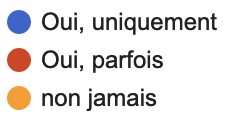 Oui, uniquement
Oui, parfois
non jamais